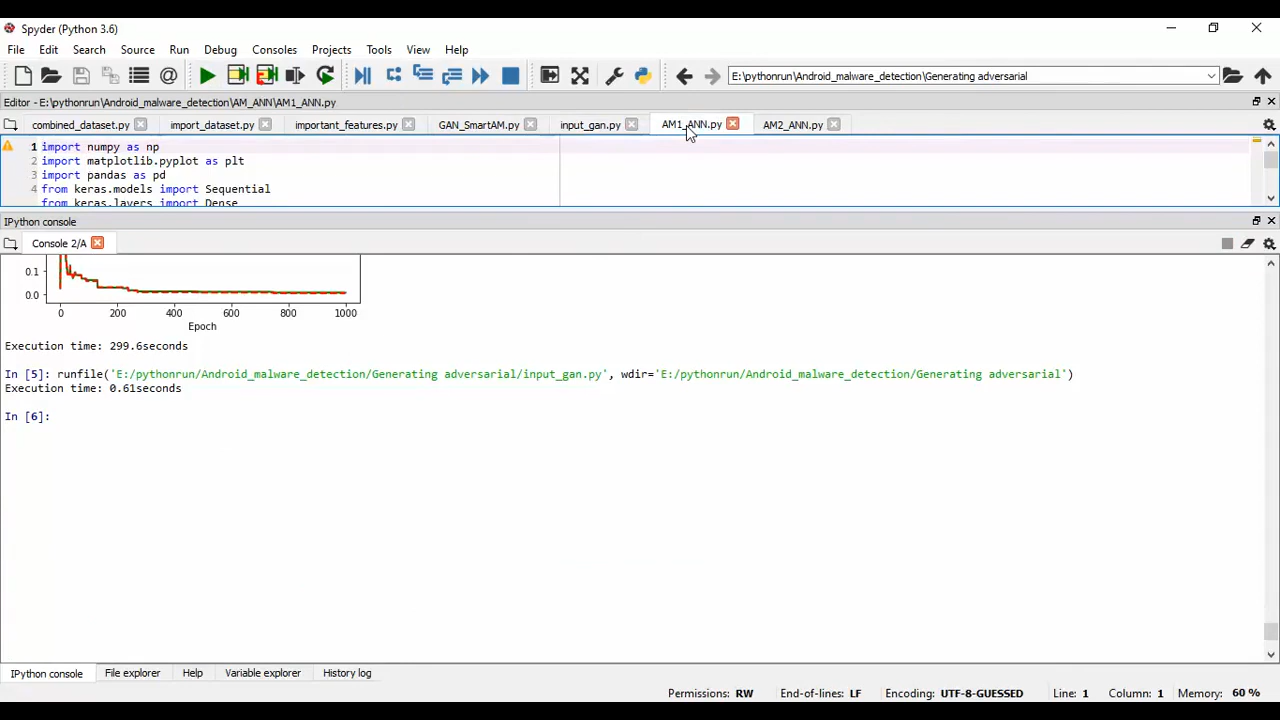 Spyder (Python 3.6)
File Edit Search Source Run Debug Consoles Projects Tools View Help
E:\pythonrun\Android_malware_detection\Generating adversarial
Editor - E:\pythonrun\Android_malware_detection\AM_ANN\AM1_ANN.py
combined_dataset.py import_dataset.py important_features.py GAN_SmartAM.py input_gan.py AM1_ANN.py AM2_ANN.py
1 import numpy as np
2 import matplotlib.pyplot as plt
3 import pandas as pd
4 from keras.models import Sequential
from keras.layers import Dense
IPython console
Console 2/A
0.1
0.0
0 200 400 600 800 1000
Epoch
Execution time: 299.6seconds
In [5]: runfile('E:/pythonrun/Android_malware_detection/Generating adversarial/input_gan.py', wdir='E:/pythonrun/Android_malware_detection/Generating adversarial')
Execution time: 0.61seconds
In [6]:
IPython console File explorer Help Variable explorer History log
Permissions: RW End-of-lines: LF Encoding: UTF-8-GUESSED Line: 1 Column: 1 Memory: 60 %